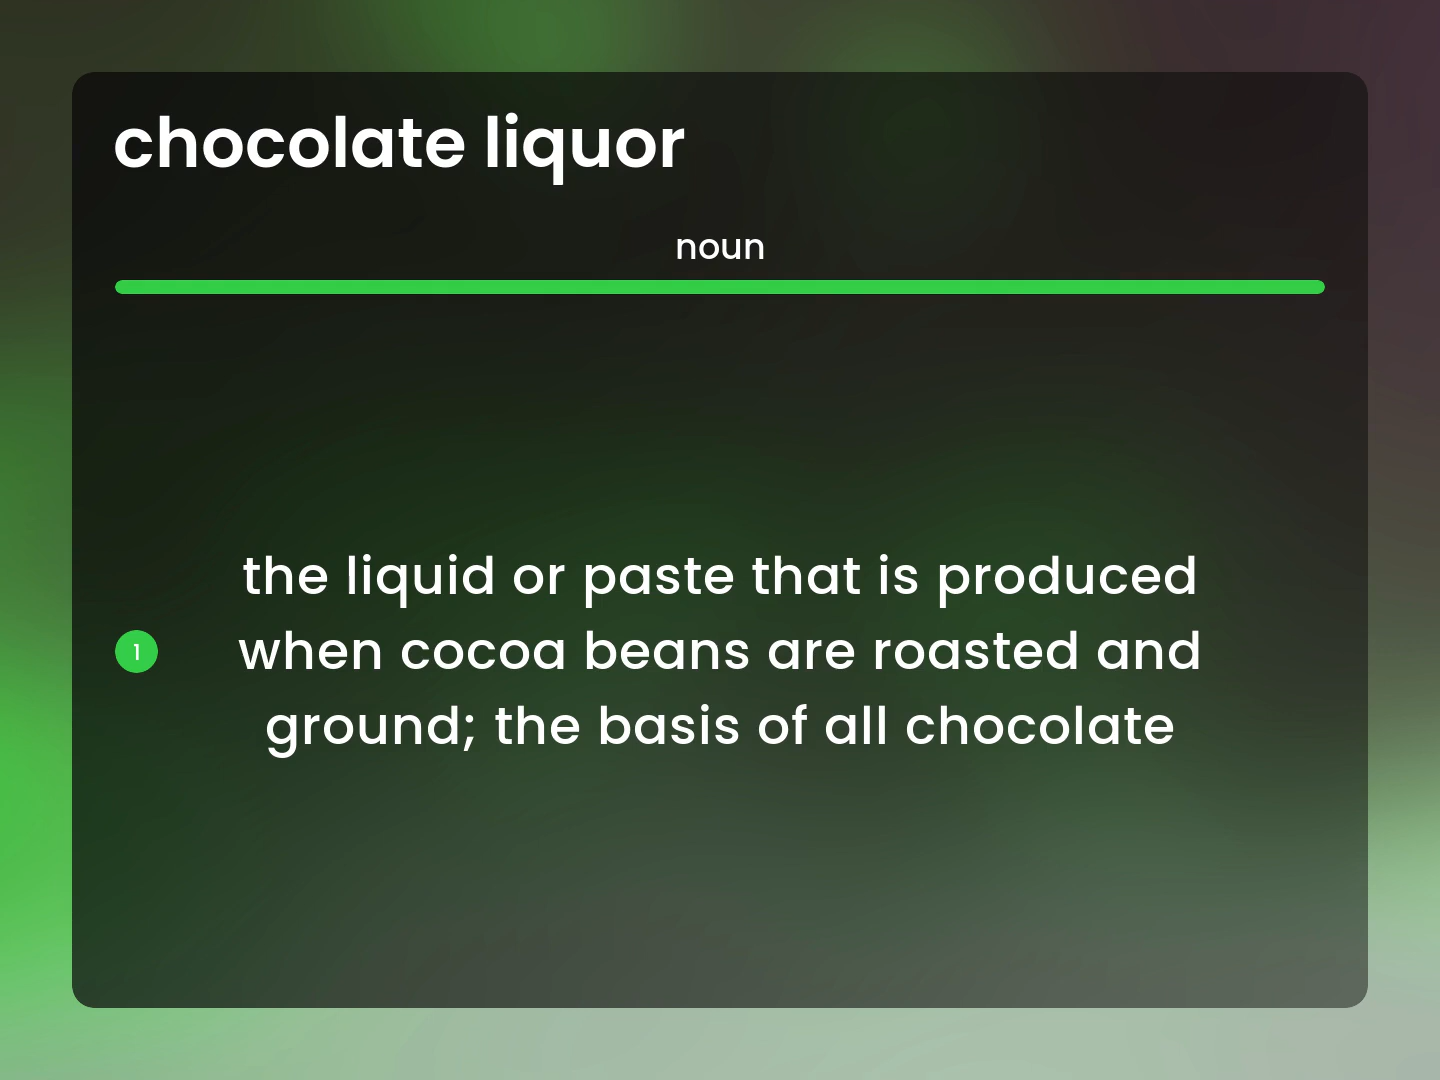 chocolate liquor
noun
the liquid or paste that is produced
1 when cocoa beans are roasted and
ground; the basis of all chocolate